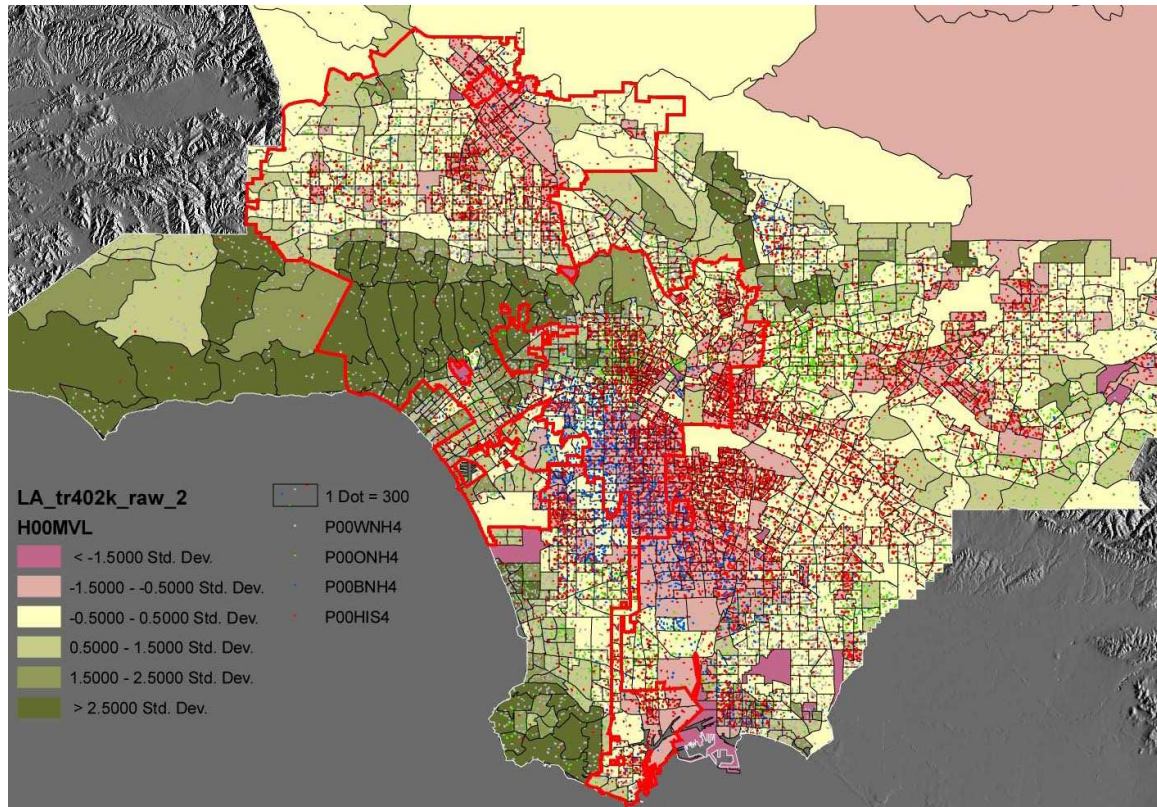 LA_tr402k_raw_2
H00MVL
< -1.5000 Std. Dev.
-1.5000 - -0.5000 Std. Dev.
-0.5000 - 0.5000 Std. Dev.
0.5000 - 1.5000 Std. Dev.
1.5000 - 2.5000 Std. Dev.
> 2.5000 Std. Dev.
1 Dot = 300
P00WNH4
P00ONH4
P00BNH4
P00HIS4